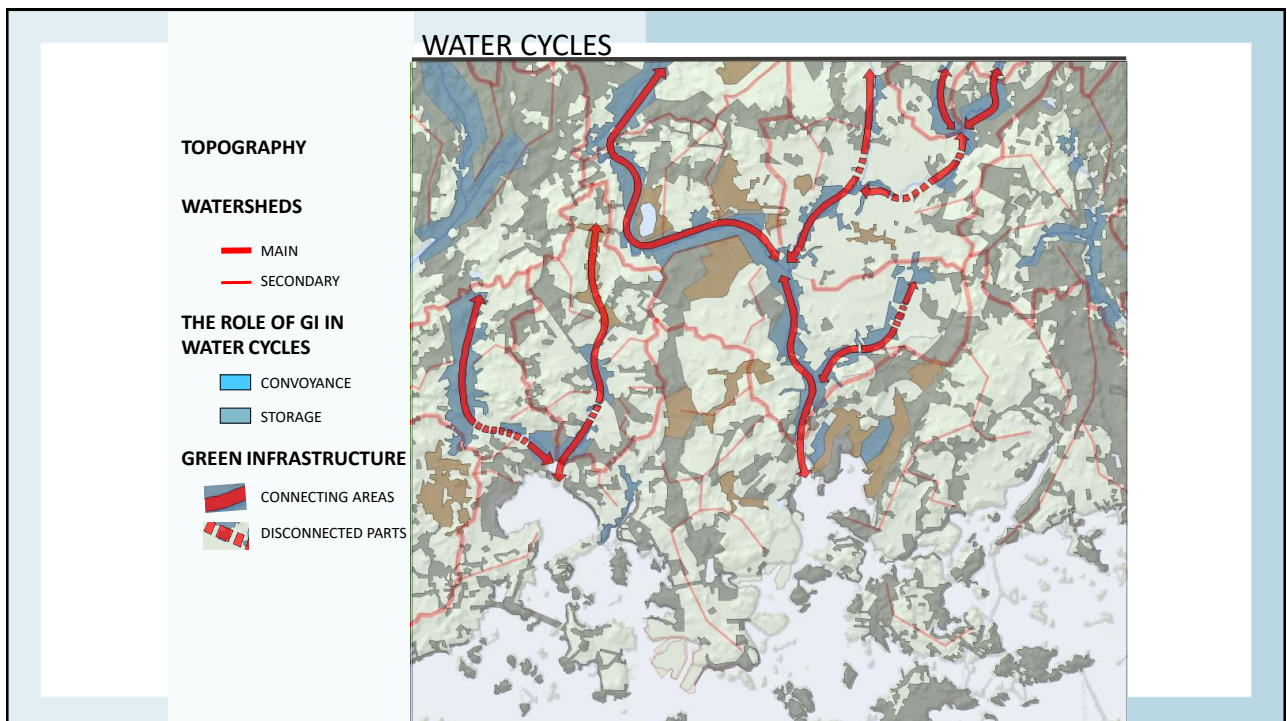 WATER CYCLES
TOPOGRAPHY
WATERSHEDS
MAIN
SECONDARY
THE ROLE OF GI IN
WATER CYCLES
CONVOYANCE
STORAGE
GREEN INFRASTRUCTURE
CONNECTING AREAS
DISCONNECTED PARTS